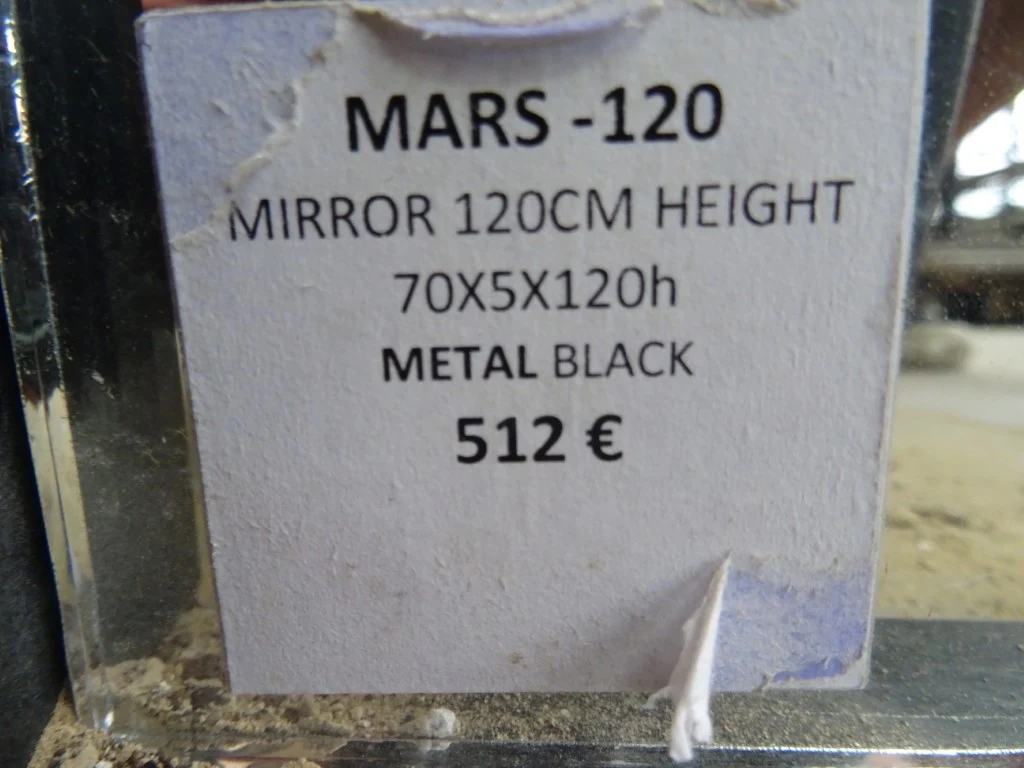 MARS -120
MIRROR 120CM HEIGHT
70X5X120h
METAL BLACK
512 €